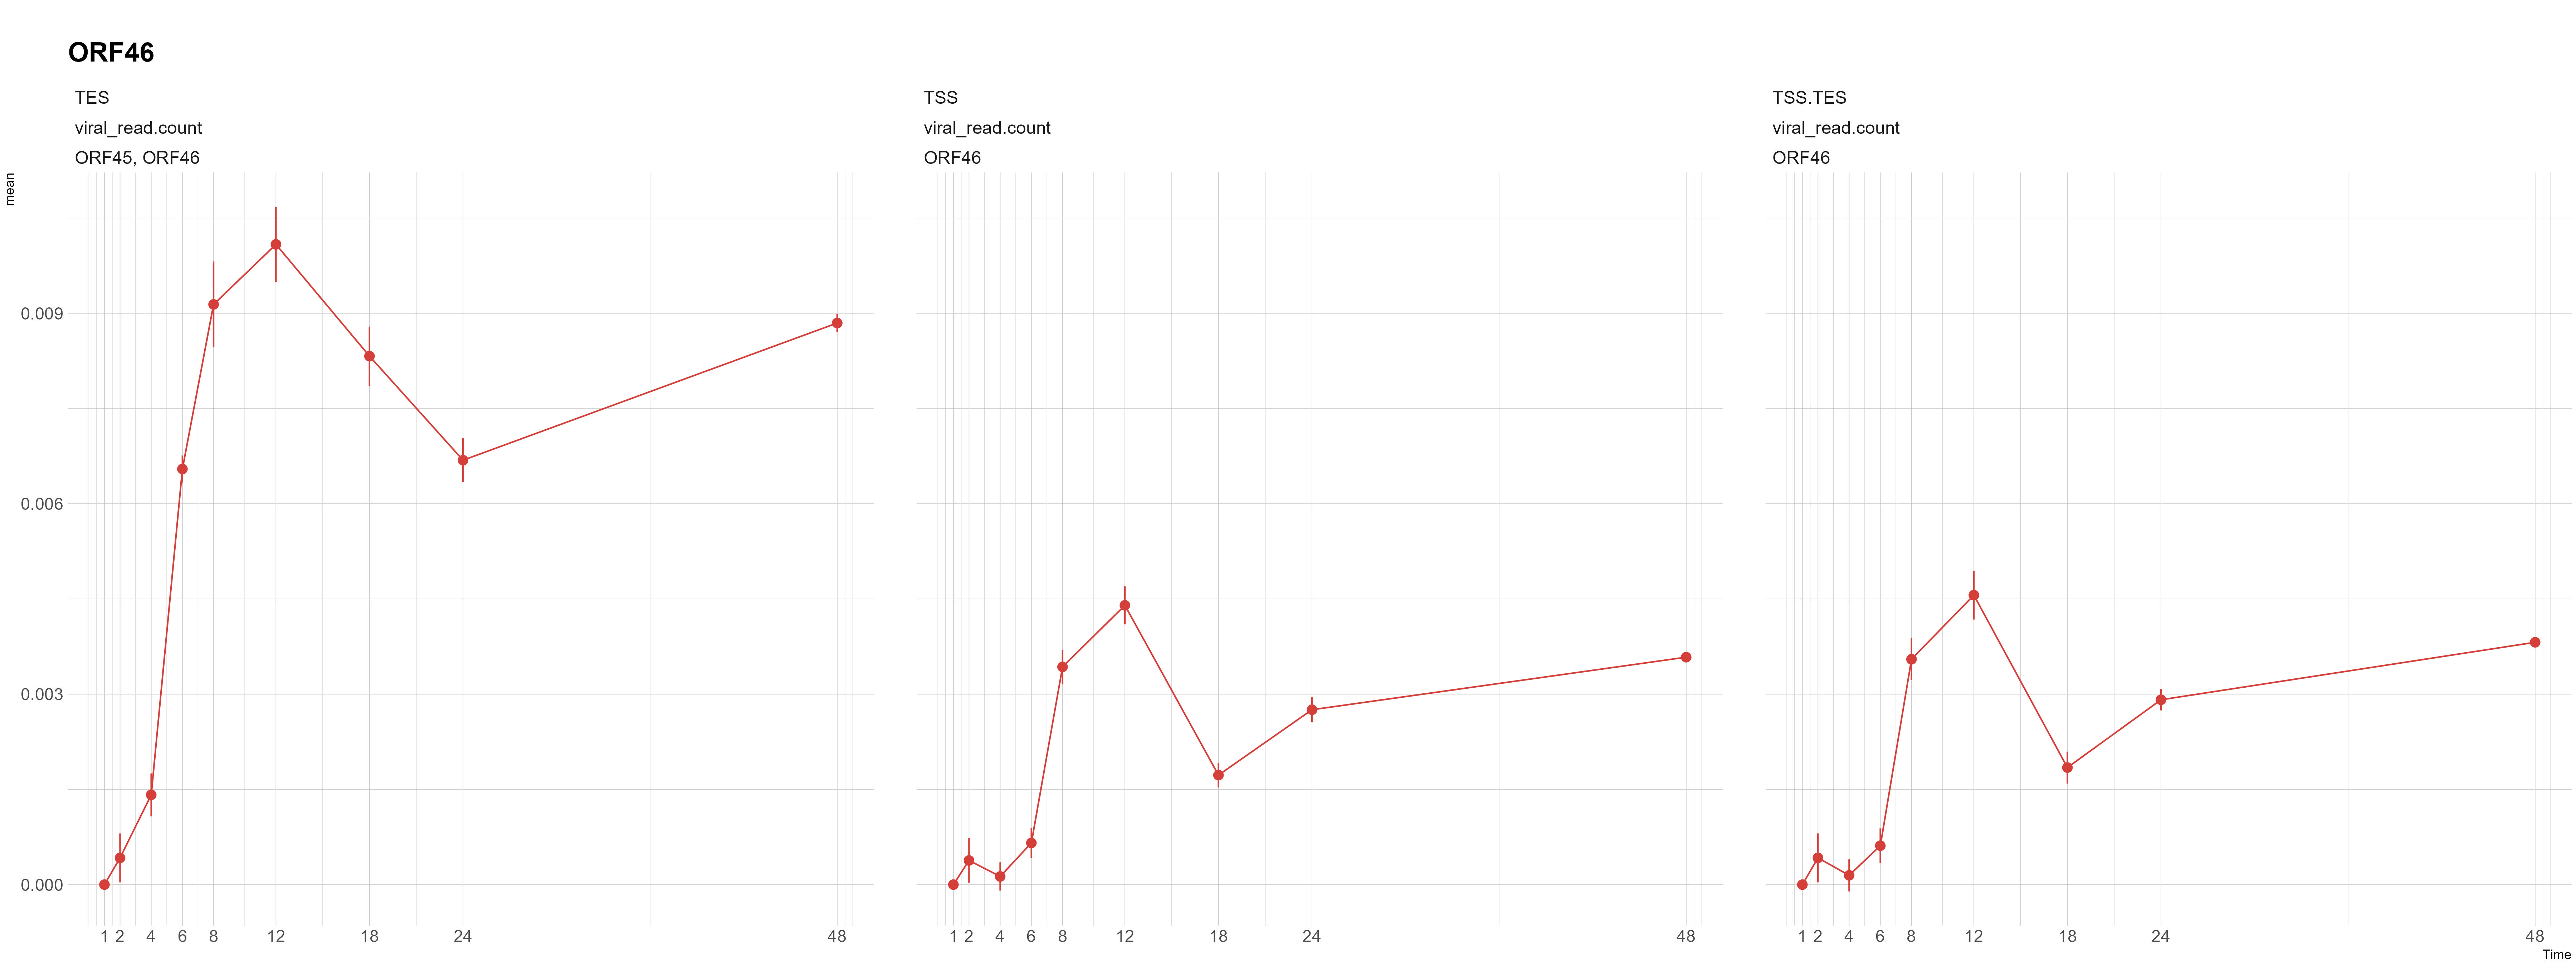 ORF46
TES
viral_read.count
ORF45, ORF46
TSS
viral_read.count
ORF46
TSS.TES
viral_read.count
ORF46
mean
0.009
0.006
0.003
0.000
1 2 4 6 8 12 18 24 48
1 2 4 6 8 12 18 24 48
1 2 4 6 8 12 18 24 48
Time